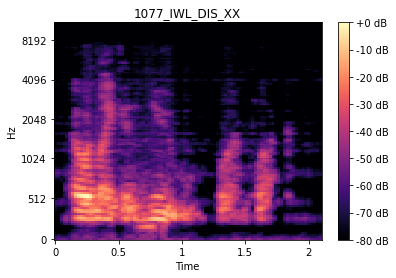 1077_IWL_DIS_XX
8192
4096
2048
1024
512
0
Hz
0
0.5
1
1.5
2
Time
+0 dB
-10 dB
-20 dB
-30 dB
-40 dB
-50 dB
-60 dB
-70 dB
-80 dB